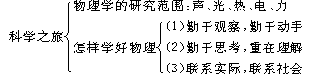 物理学的研究范围:声、光、热、电、力
科学之旅
怎样学好物理
(1)勤于观察,勤于动手
(2)勤于思考,重在理解
(3)联系实际,联系社会